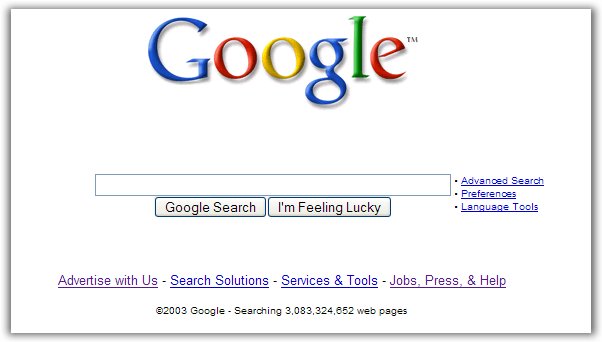 Google™
• Advanced Search
• Preferences
• Language Tools
Google Search I'm Feeling Lucky
Advertise with Us - Search Solutions - Services & Tools - Jobs, Press, & Help
©2003 Google - Searching 3,083,324,652 web pages